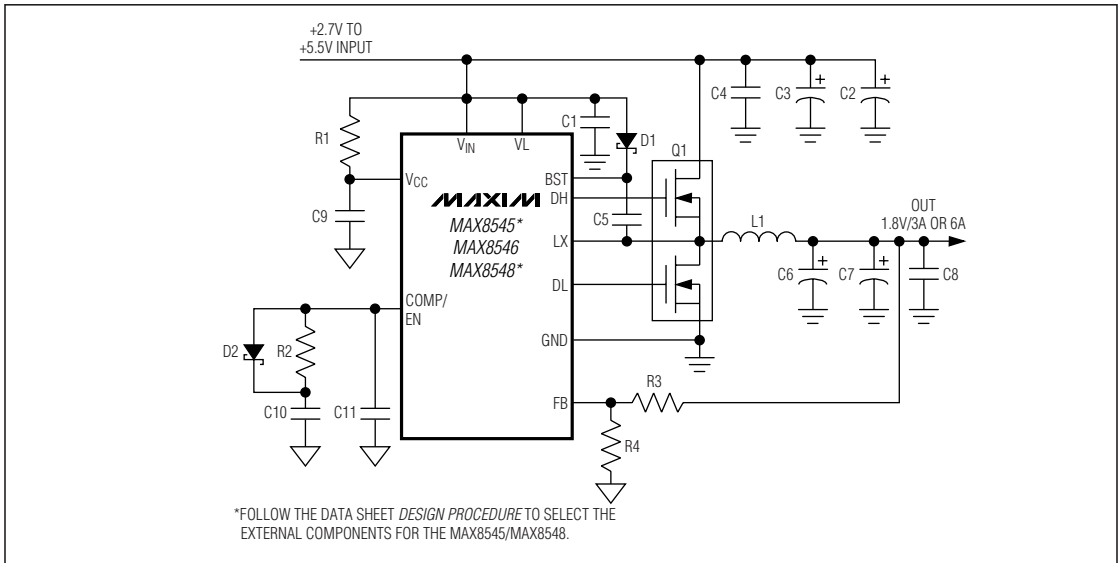 +2.7V TO
+5.5V INPUT
C4
C3
+
C2
+
R1
C1
D1
VIN
VL
Q1
VCC
BST
MAXIM
DH
C9
MAX8545*
C5
OUT
1.8V/3A OR 6A
MAX8546
LX
L1
MAX8548*
C6
+
C7
+
C8
DL
COMP/
EN
D2
R2
GND
R3
C10
C11
FB
R4
*FOLLOW THE DATA SHEET DESIGN PROCEDURE TO SELECT THE
EXTERNAL COMPONENTS FOR THE MAX8545/MAX8548.